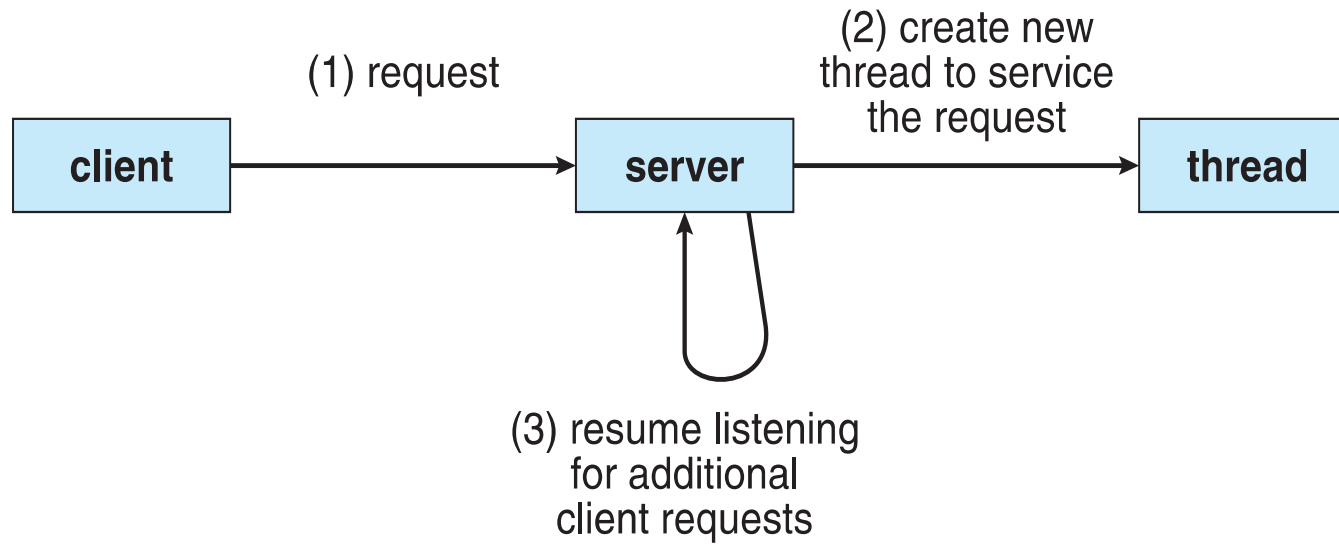 (1) request
(2) create new
thread to service
the request
client
server
thread
(3) resume listening
for additional
client requests